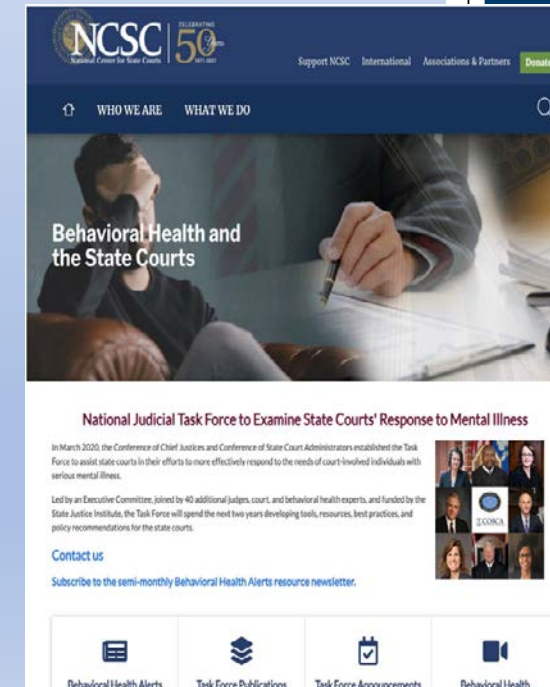 NCSC
National Center for State Courts
CELEBRATING
50 Years
1971-2021
Support NCSC International Associations & Partners Donate
WHO WE ARE WHAT WE DO
Behavioral Health and
the State Courts
National Judicial Task Force to Examine State Courts' Response to Mental Illness
In March 2020, the Conference of Chief Justices and Conference of State Court Administrators established the Task
Force to assist state courts in their efforts to more effectively respond to the needs of court-involved individuals with
serious mental illness.
Led by an Executive Committee, joined by 40 additional judges, court, and behavioral health experts, and funded by the
State Justice Institute, the Task Force will spend the next two years developing tools, resources, best practices, and
policy recommendations for the state courts.
COSCA
Contact us
Subscribe to the semi-monthly Behavioral Health Alerts resource newsletter.
Behavioral Health Alerts Task Force Publications Task Force Announcements Behavioral Health